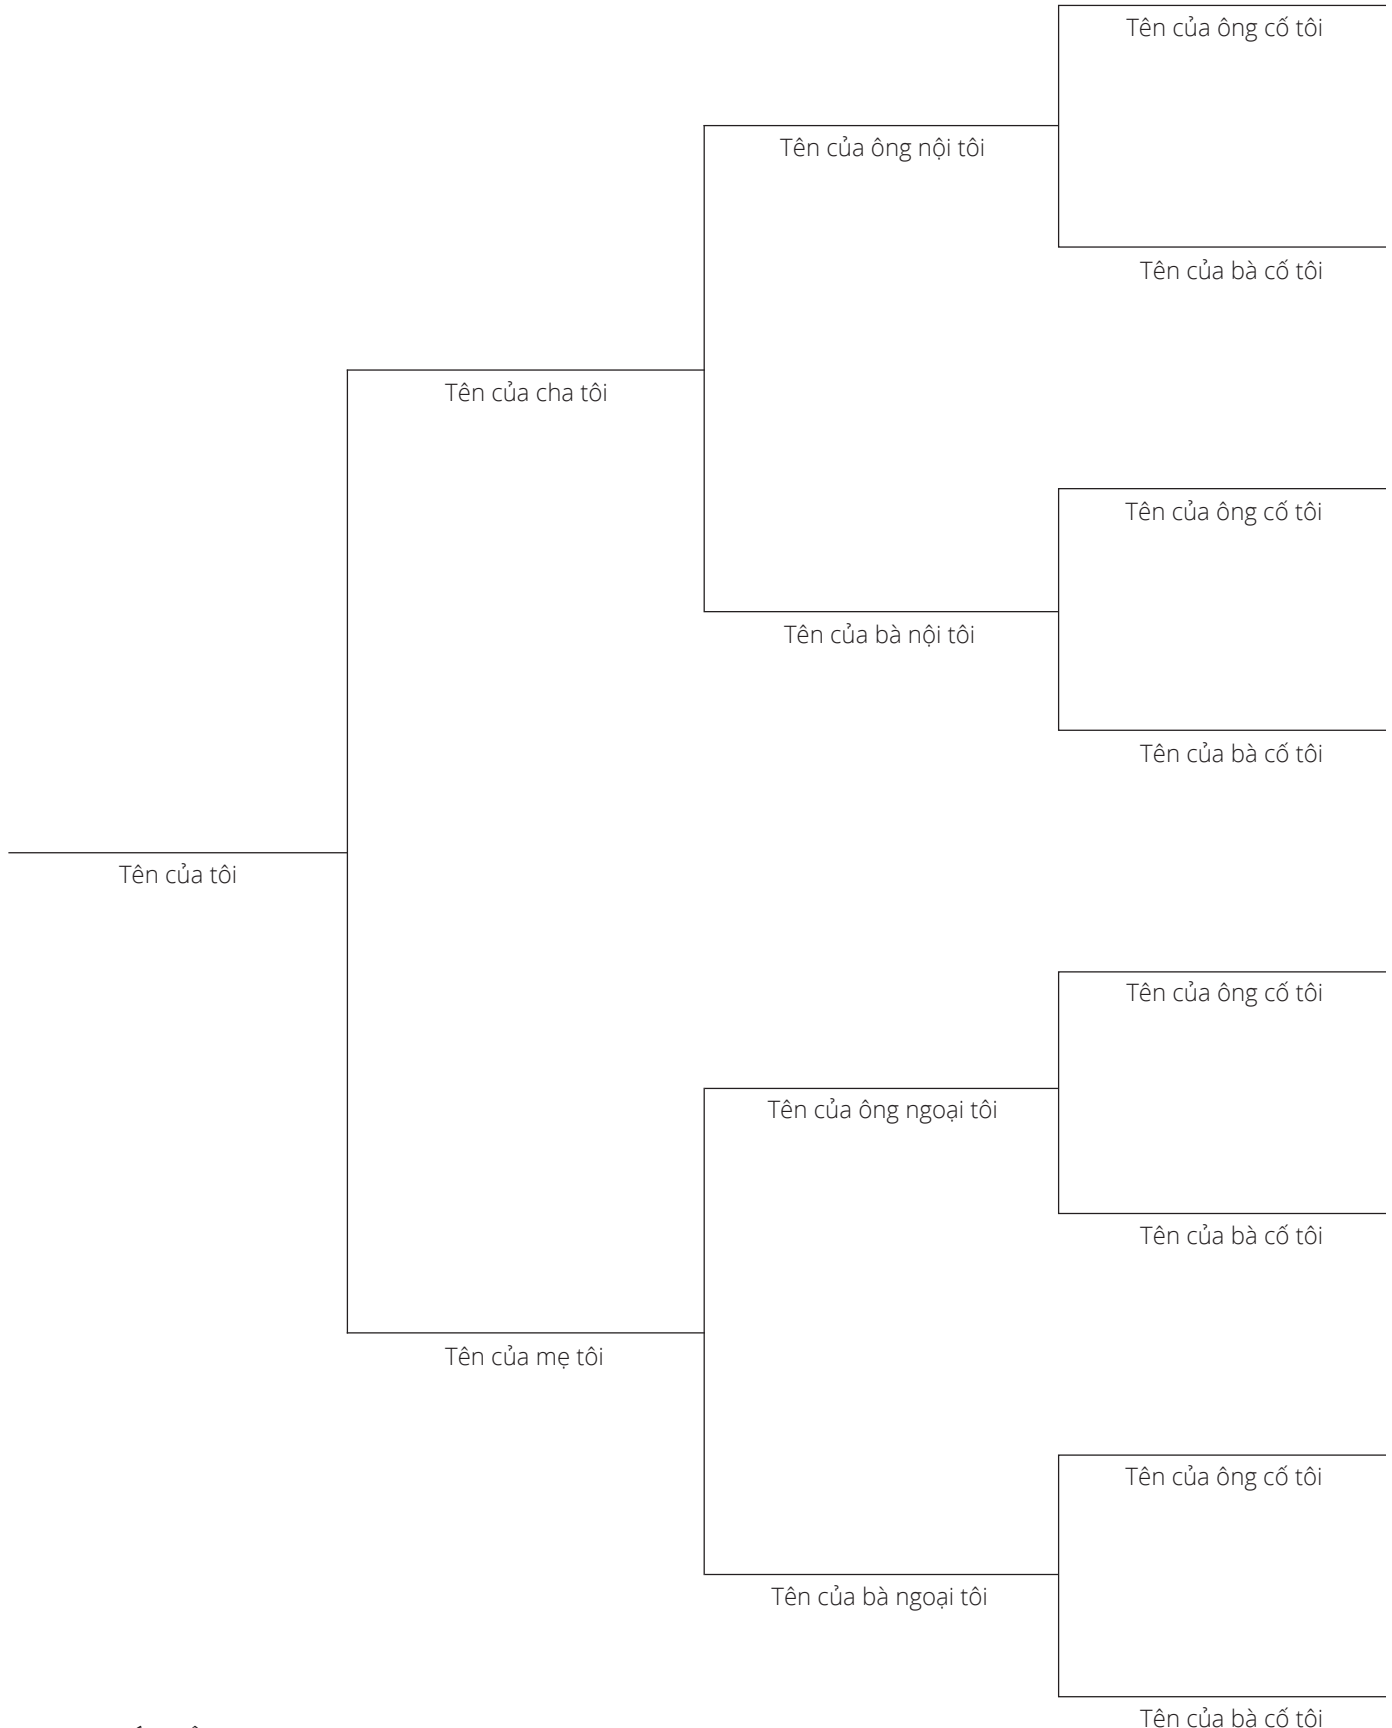 Tên của ông cố tôi
Tên của ông nội tôi
Tên của bà cố tôi
Tên của cha tôi
Tên của ông cố tôi
Tên của bà nội tôi
Tên của bà cố tôi
Tên của tôi
Tên của ông cố tôi
Tên của ông ngoại tôi
Tên của bà cố tôi
Tên của mẹ tôi
Tên của ông cố tôi
Tên của bà ngoại tôi
Tên của bà cố tôi